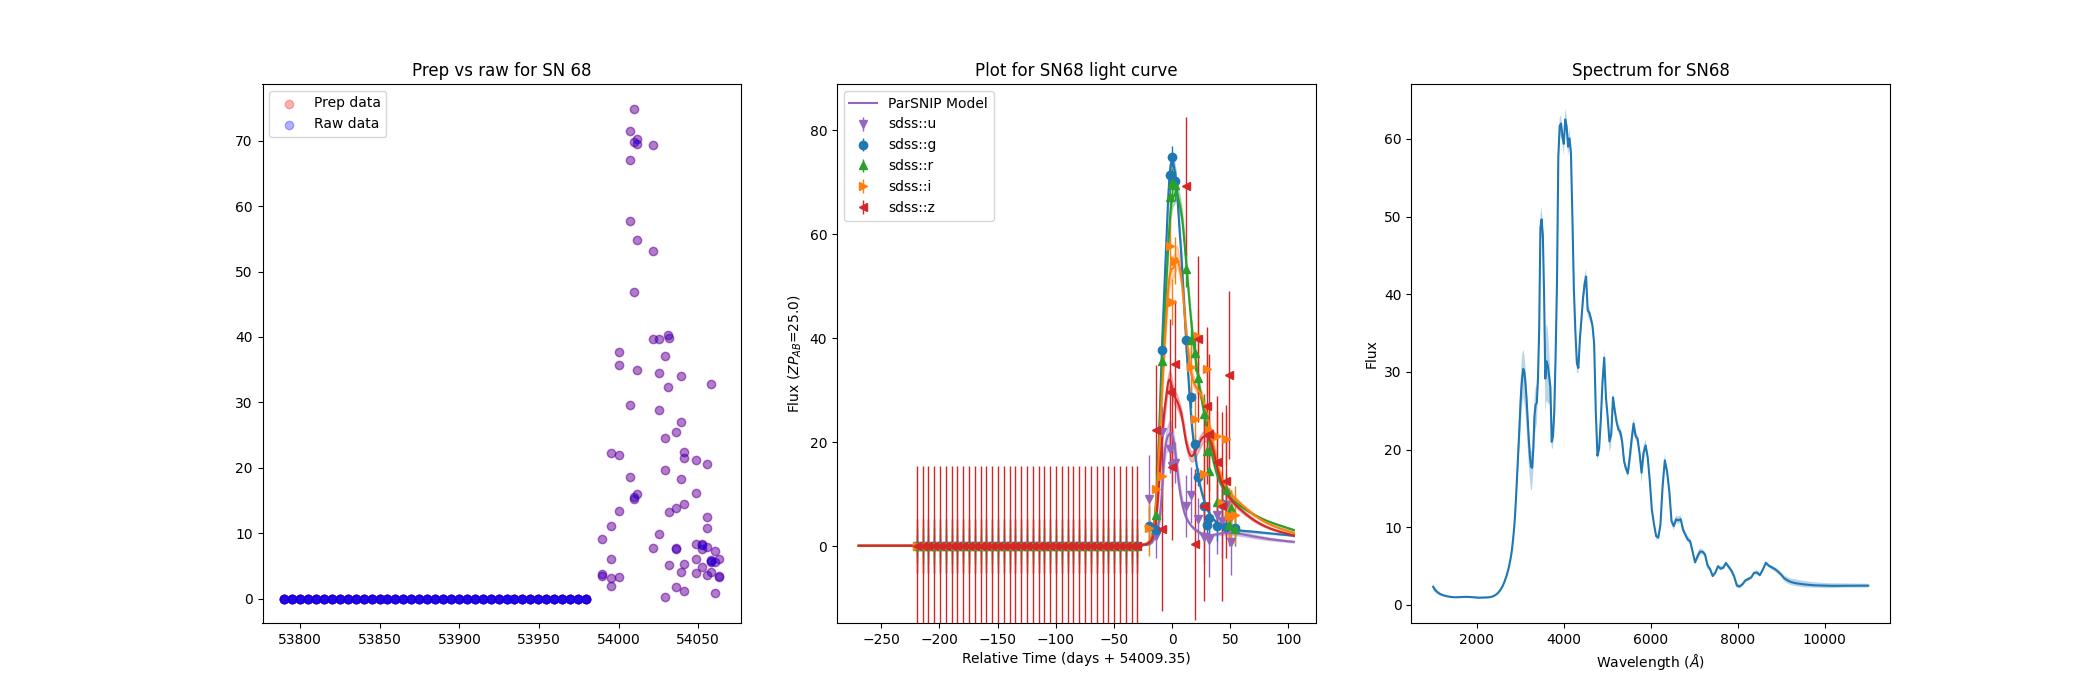 Prep vs raw for SN 68
Prep data
Raw data
70
60
50
40
30
20
10
0
53800
53850
53900
53950
54000
54050
Plot for SN68 light curve
ParSNIP Model
sdss::u
sdss::g
sdss::r
sdss::i
sdss::z
Flux (ZP_AB=25.0)
80
60
40
20
0
−250
−200
−150
−100
−50
0
50
100
Relative Time (days + 54009.35)
Spectrum for SN68
Flux
60
50
40
30
20
10
0
2000
4000
6000
8000
10000
Wavelength (Å)